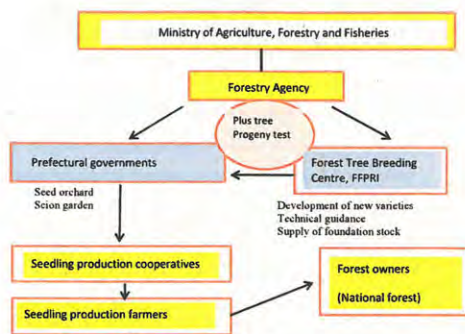 Ministry of Agriculture, Forestry and Fisheries
Forestry Agency
Plus tree
Progeny test
Prefectural governments
Forest Tree Breeding
Centre, FFPRI
Seed orchard
Scion garden
Development of new varieties
Technical guidance
Supply of foundation stock
Seedling production cooperatives
Forest owners
(National forest)
Seedling production farmers